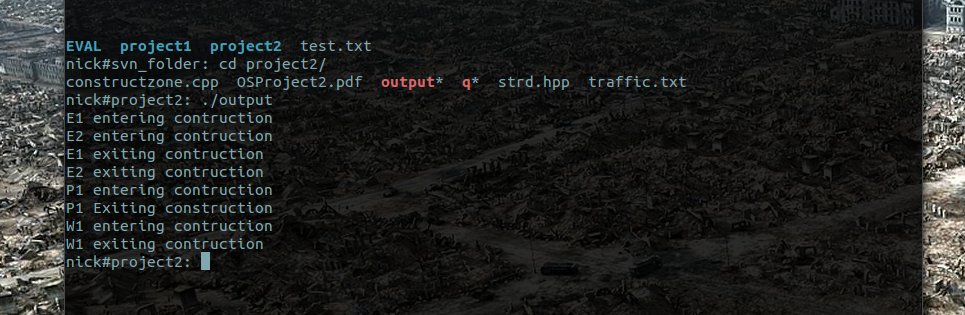 EVAL  project1  project2  test.txt
nick#svn_folder: cd project2/
constructzone.cpp  OSProject2.pdf  output*  q*  strd.hpp  traffic.txt
nick#project2: ./output
E1 entering contruction
E2 entering contruction
E1 exiting contruction
E2 exiting contruction
P1 entering contruction
P1 Exiting construction
W1 entering contruction
W1 exiting contruction
nick#project2: